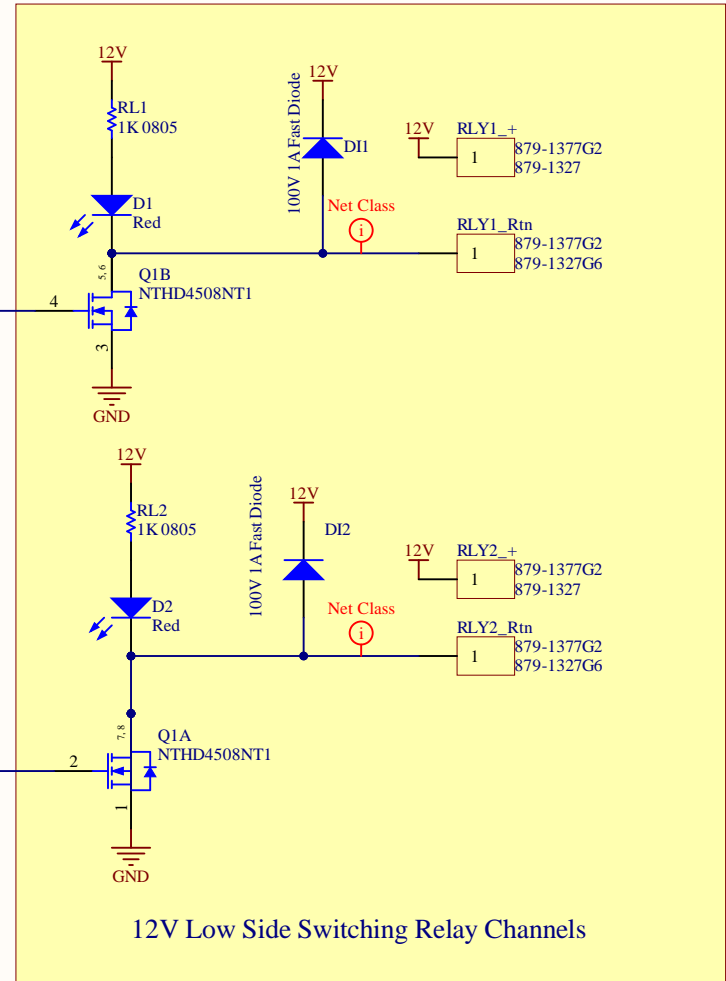 12V
RL1
1K 0805
D1
Red
12V
100V 1A Fast Diode
DI1
Net Class
i
12V
RLY1_+
1
879-1377G2
879-1327
RLY1_Rtn
1
879-1377G2
879-1327G6
5, 6
Q1B
NTHD4508NT1
4
3
GND
12V
RL2
1K 0805
D2
Red
12V
100V 1A Fast Diode
DI2
Net Class
i
12V
RLY2_+
1
879-1377G2
879-1327
RLY2_Rtn
1
879-1377G2
879-1327G6
7, 8
Q1A
NTHD4508NT1
2
1
GND
12V Low Side Switching Relay Channels